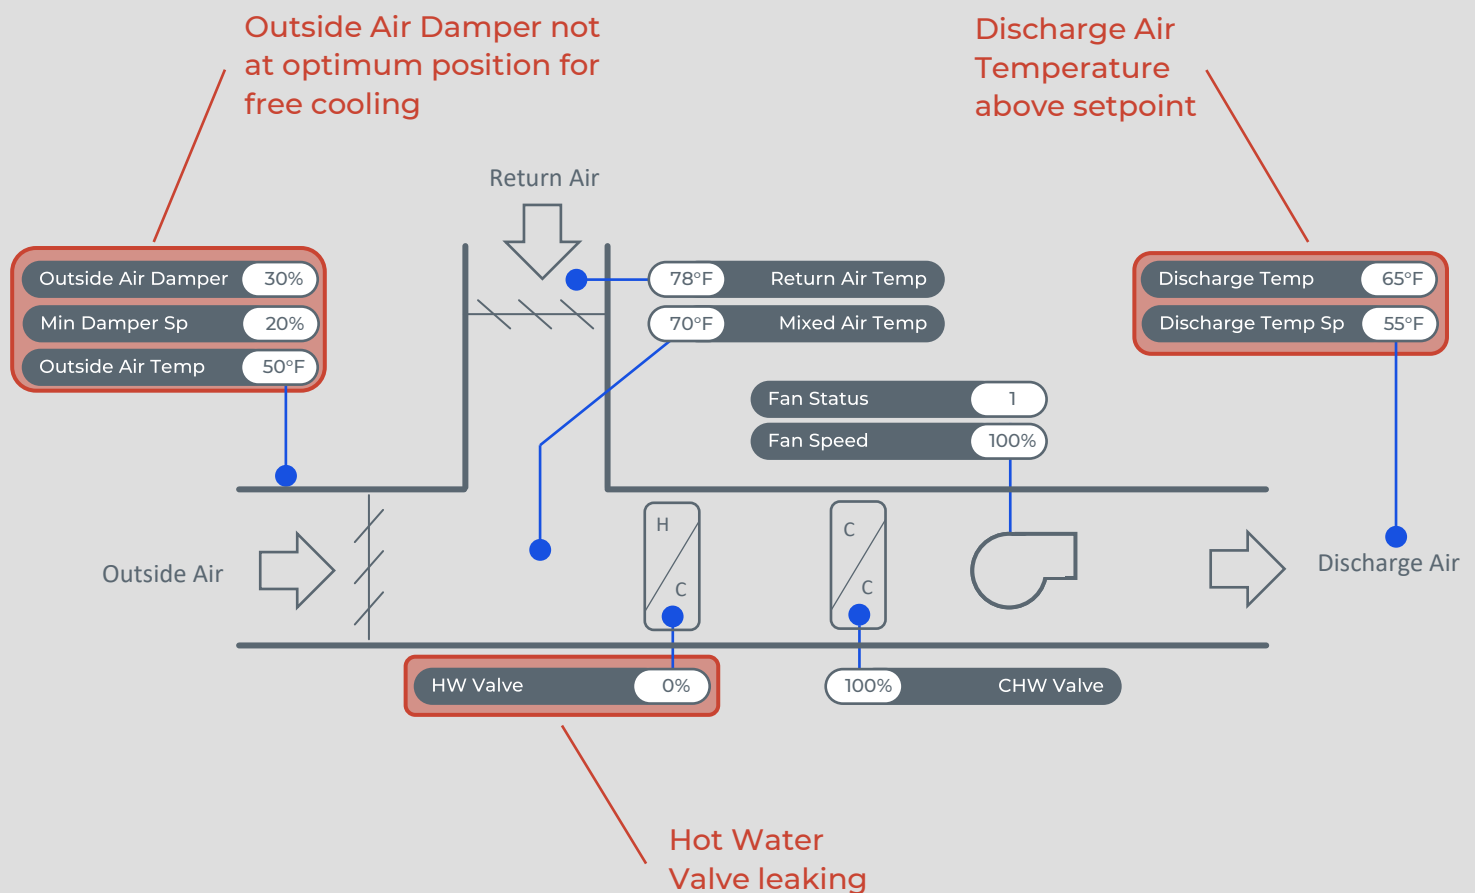 Outside Air Damper not
at optimum position for
free cooling
Discharge Air
Temperature
above setpoint
Return Air
Outside Air Damper 30%
Min Damper Sp 20%
Outside Air Temp 50°F
78°F Return Air Temp
70°F Mixed Air Temp
Discharge Temp 65°F
Discharge Temp Sp 55°F
Fan Status 1
Fan Speed 100%
H
C
C
C
Outside Air
Discharge Air
HW Valve 0%
100% CHW Valve
Hot Water
Valve leaking